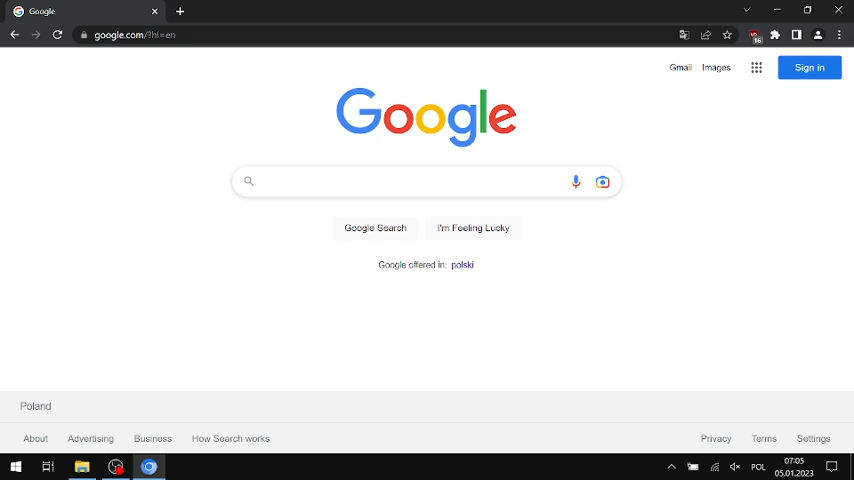 Google
google.com/?hl=en
16
Gmail Images Sign in
Google
Google Search I'm Feeling Lucky
Google offered in: polski
Poland
About Advertising Business How Search works Privacy Terms Settings
POL 07:05
05.01.2023